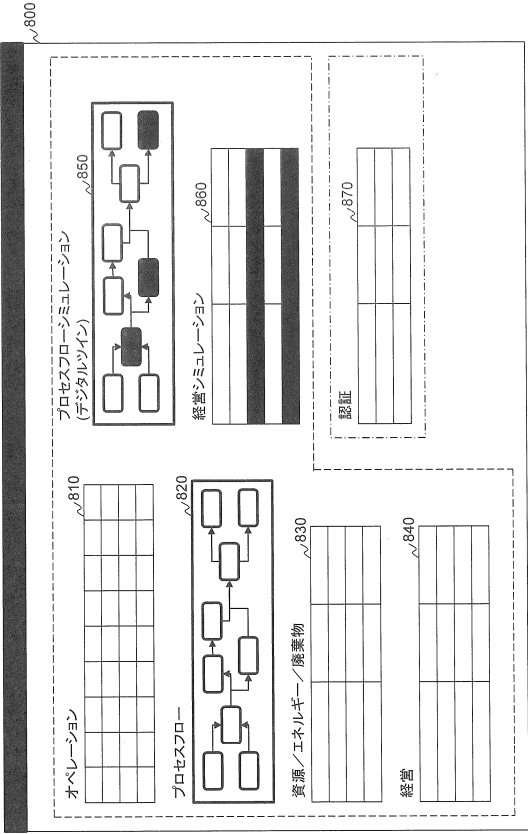 800
オペレーション
810
プロセスフロー
820
資源／エネルギー／廃棄物
830
経営
840
プロセスフローシミュレーション
(デジタルツイン)
850
経営シミュレーション
860
認証
870